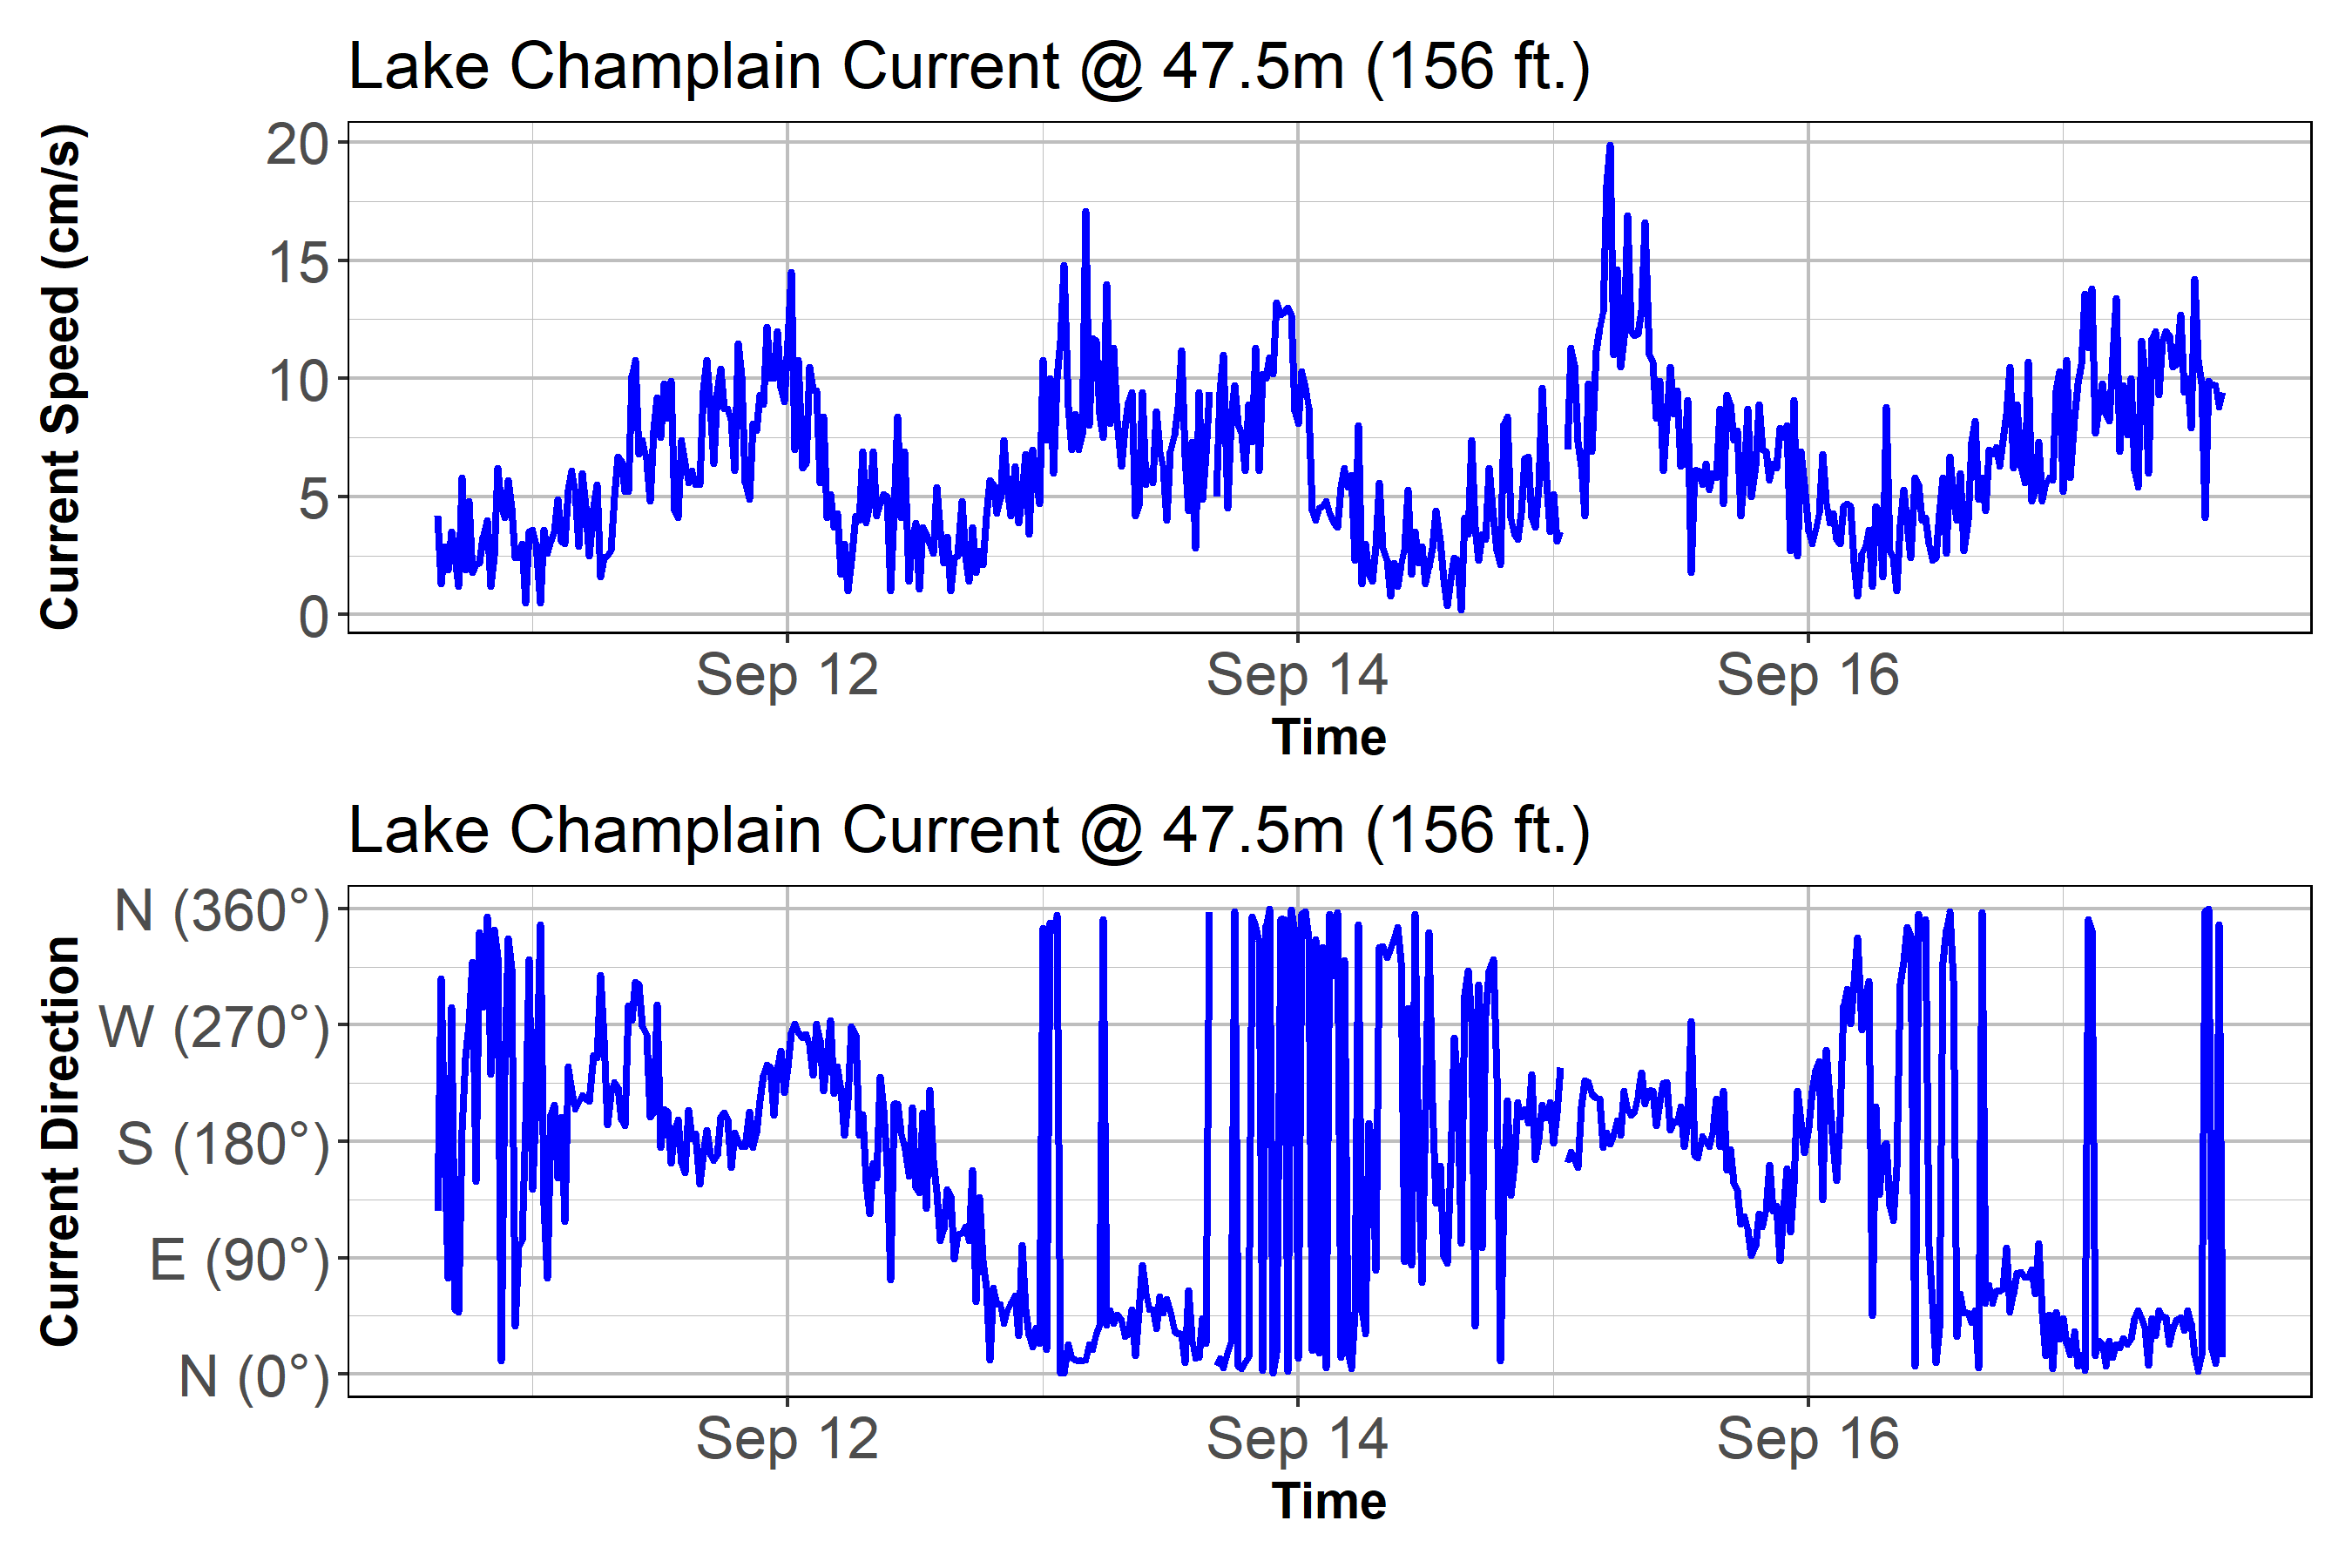 Lake Champlain Current @ 47.5m (156 ft.)
Current Speed (cm/s)
20
15
10
5
0
Sep 12 Sep 14 Sep 16
Time
Lake Champlain Current @ 47.5m (156 ft.)
Current Direction
N (360°)
W (270°)
S (180°)
E (90°)
N (0°)
Sep 12 Sep 14 Sep 16
Time